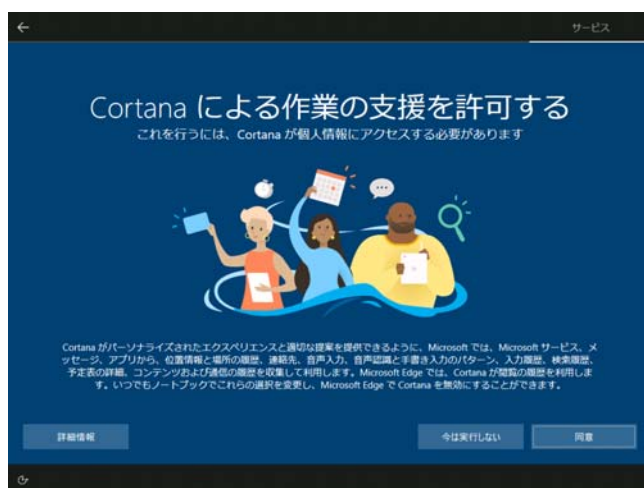 サービス
Cortana による作業の支援を許可する
これを行うには、Cortana が個人情報にアクセスする必要があります
Cortana がパーソナライズされたエクスペリエンスと適切な提案を提供できるように、Microsoft では、Microsoft サービス、メ
ッセージ、アプリから、位置情報と場所の履歴、連絡先、音声入力、音声認識と手書き入力のパターン、入力履歴、検索履歴、
予定表の詳細、コンテンツおよび通信の履歴を収集して利用します。Microsoft Edge では、Cortana が閲覧の履歴を利用しま
す。いつでもノートブックでこれらの選択を変更し、Microsoft Edge で Cortana を無効にすることができます。
詳細情報
今は実行しない
同意